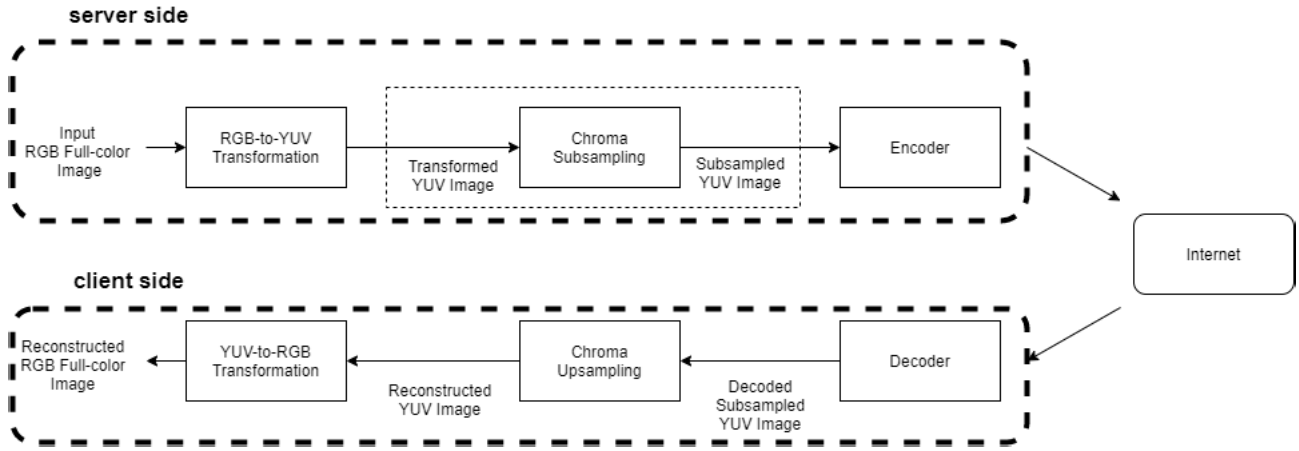 server side
Input
RGB Full-color
Image
RGB-to-YUV
Transformation
Transformed
YUV Image
Chroma
Subsampling
Subsampled
YUV Image
Encoder
Internet
client side
Reconstructed
RGB Full-color
Image
YUV-to-RGB
Transformation
Reconstructed
YUV Image
Chroma
Upsampling
Decoded
Subsampled
YUV Image
Decoder